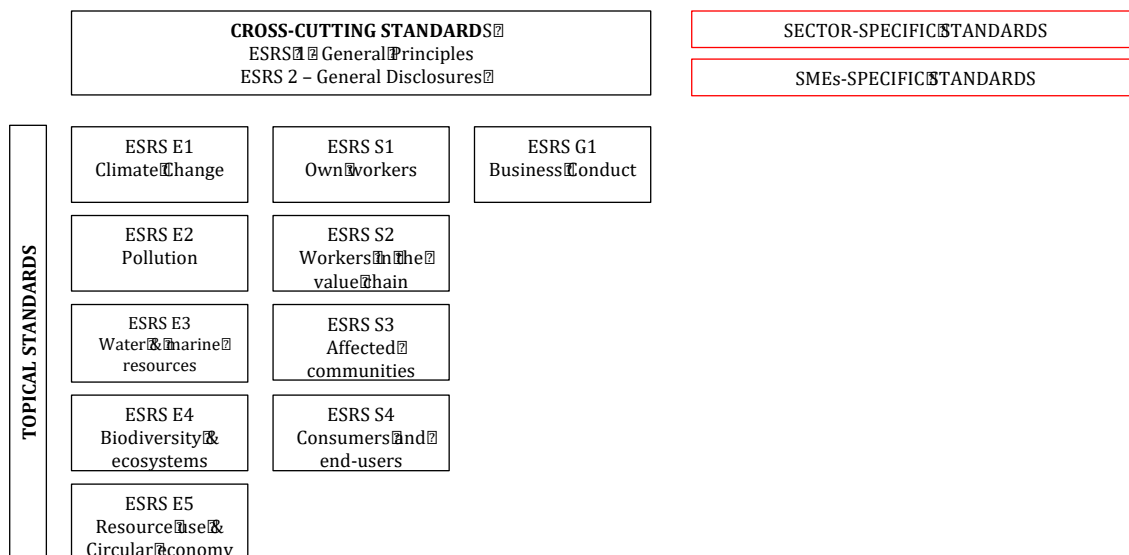 CROSS-CUTTING STANDARDS
ESRS 1 - General Principles
ESRS 2 – General Disclosures
SECTOR-SPECIFIC STANDARDS
SMEs-SPECIFIC STANDARDS
TOPICAL STANDARDS
ESRS E1
Climate Change
ESRS S1
Own workers
ESRS G1
Business Conduct
ESRS E2
Pollution
ESRS S2
Workers in the
value chain
ESRS E3
Water & marine
resources
ESRS S3
Affected
communities
ESRS E4
Biodiversity &
ecosystems
ESRS S4
Consumers and
end-users
ESRS E5
Resource use &
Circular economy